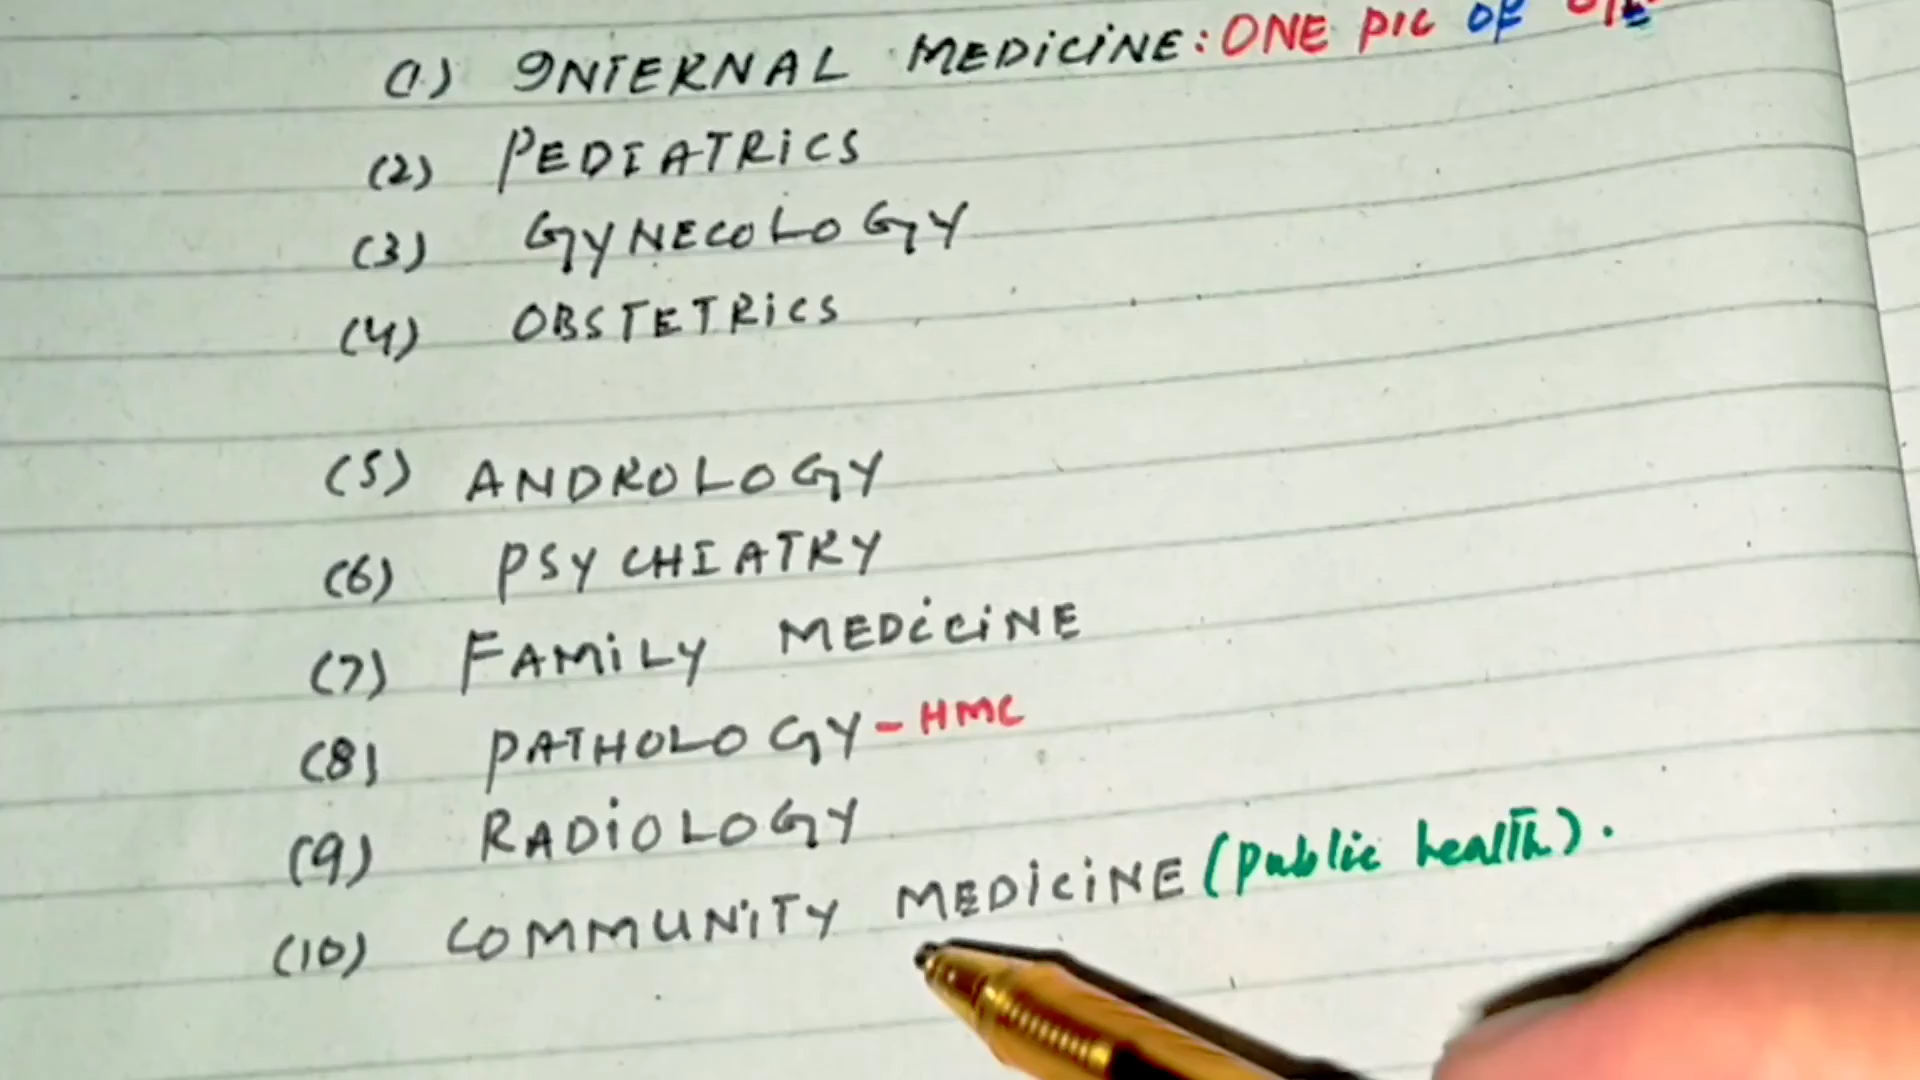 (1) INTERNAL MEDICINE: ONE PIC OF
(2) PEDIATRICS
(3) GYNECOLOGY
(4) OBSTETRICS
(5) ANDROLOGY
(6) PSYCHIATRY
(7) FAMILY MEDICINE
(8) PATHOLOGY - HMC
(9) RADIOLOGY
(10) COMMUNITY MEDICINE (public health).